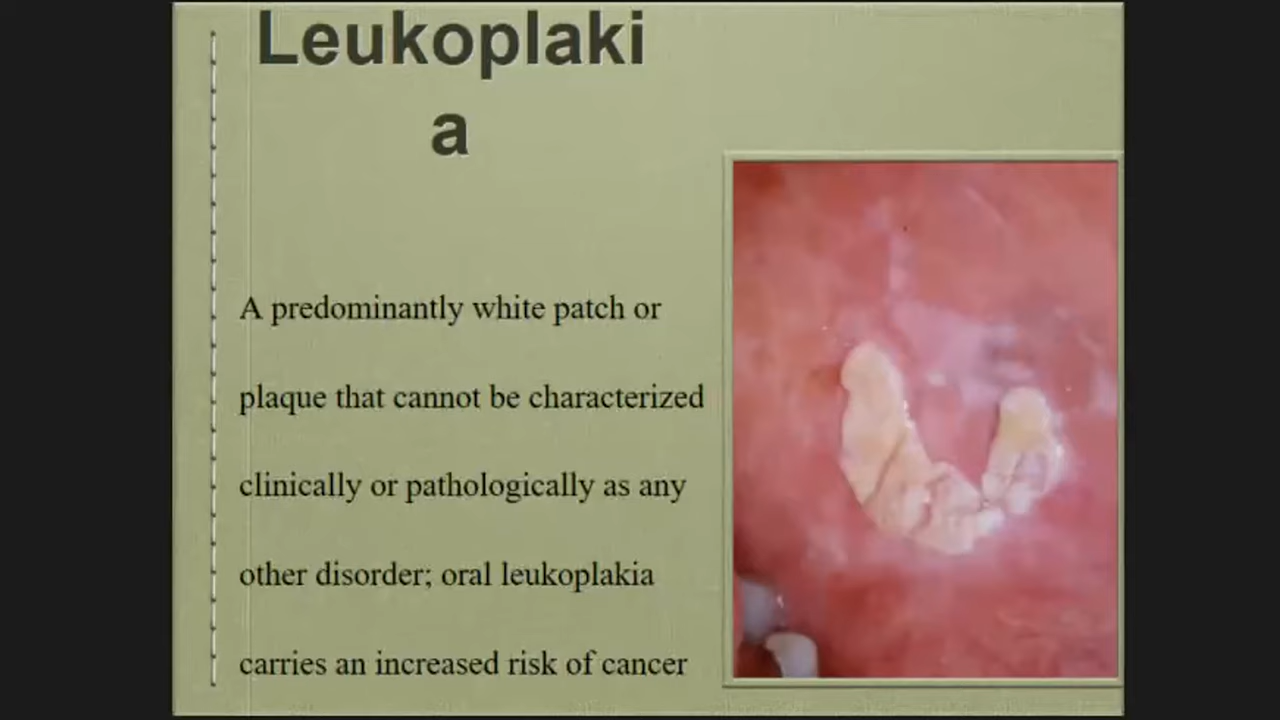 Leukoplaki
a
A predominantly white patch or
plaque that cannot be characterized
clinically or pathologically as any
other disorder; oral leukoplakia
carries an increased risk of cancer